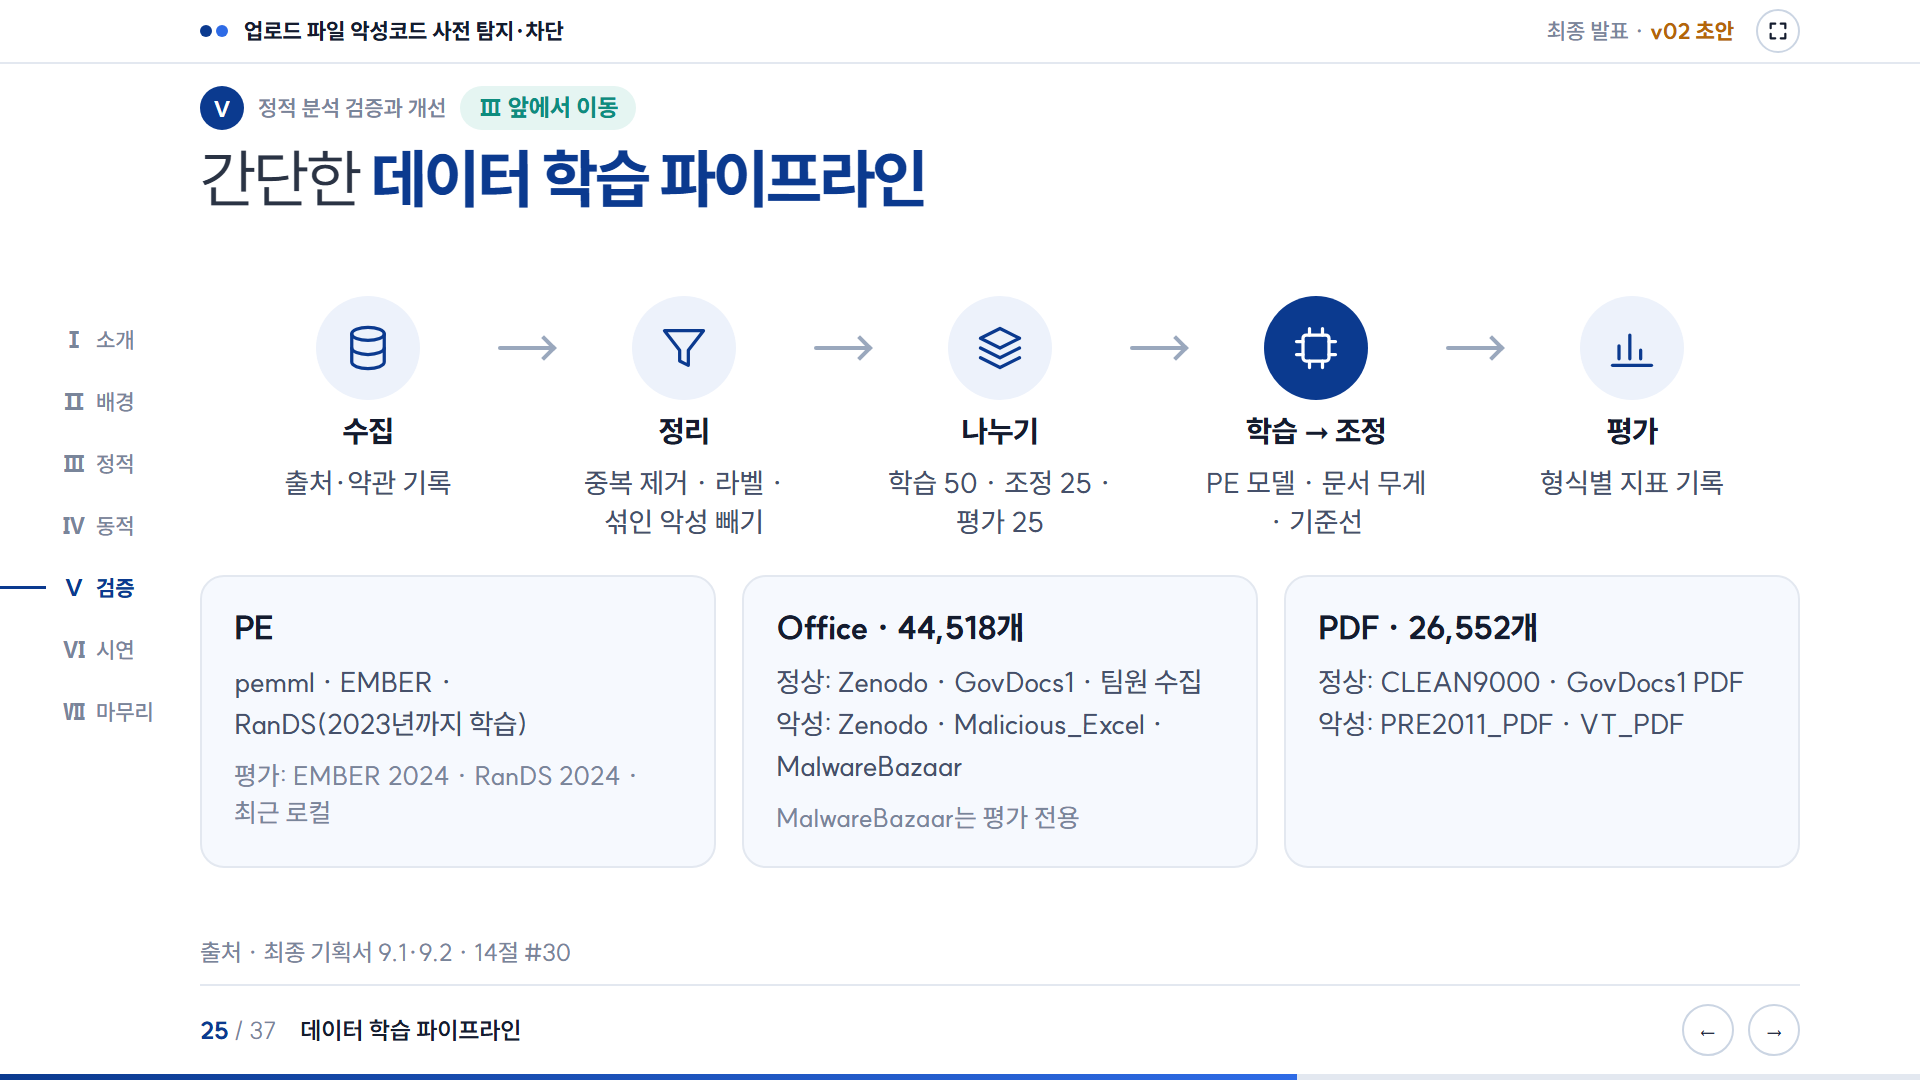 업로드 파일 악성코드 사전 탐지·차단
최종 발표 · v02 초안
V 정적 분석 검증과 개선 Ⅲ 앞에서 이동
간단한 데이터 학습 파이프라인
Ⅰ 소개
Ⅱ 배경
Ⅲ 정적
Ⅳ 동적
Ⅴ 검증
Ⅵ 시연
Ⅶ 마무리
수집
출처·약관 기록
정리
중복 제거 · 라벨 ·
섞인 악성 빼기
나누기
학습 50 · 조정 25 ·
평가 25
학습 → 조정
PE 모델 · 문서 무게
· 기준선
평가
형식별 지표 기록
PE
pemml · EMBER ·
RanDS(2023년까지 학습)
평가: EMBER 2024 · RanDS 2024 ·
최근 로컬
Office · 44,518개
정상: Zenodo · GovDocs1 · 팀원 수집
악성: Zenodo · Malicious_Excel ·
MalwareBazaar
MalwareBazaar는 평가 전용
PDF · 26,552개
정상: CLEAN9000 · GovDocs1 PDF
악성: PRE2011_PDF · VT_PDF
출처 · 최종 기획서 9.1·9.2 · 14절 #30
25 / 37 데이터 학습 파이프라인
← →